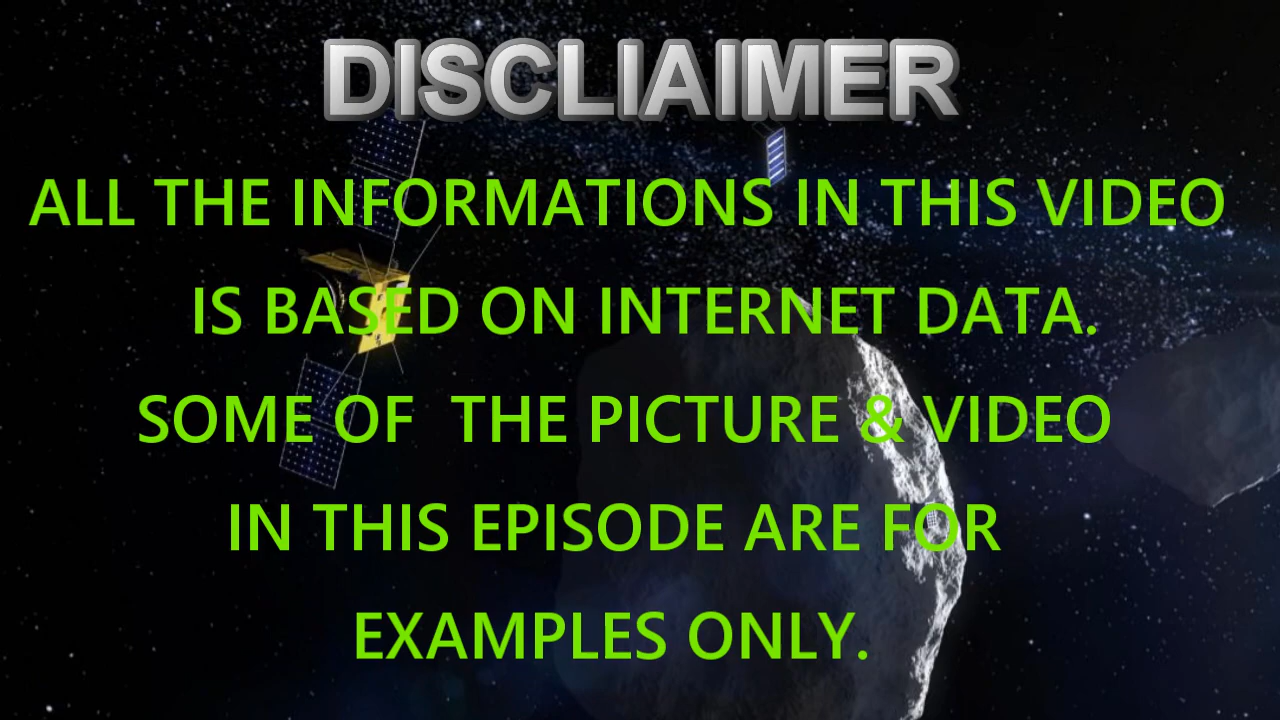 DISCLIAIMER
ALL THE INFORMATIONS IN THIS VIDEO
IS BASED ON INTERNET DATA.
SOME OF THE PICTURE & VIDEO
IN THIS EPISODE ARE FOR
EXAMPLES ONLY.